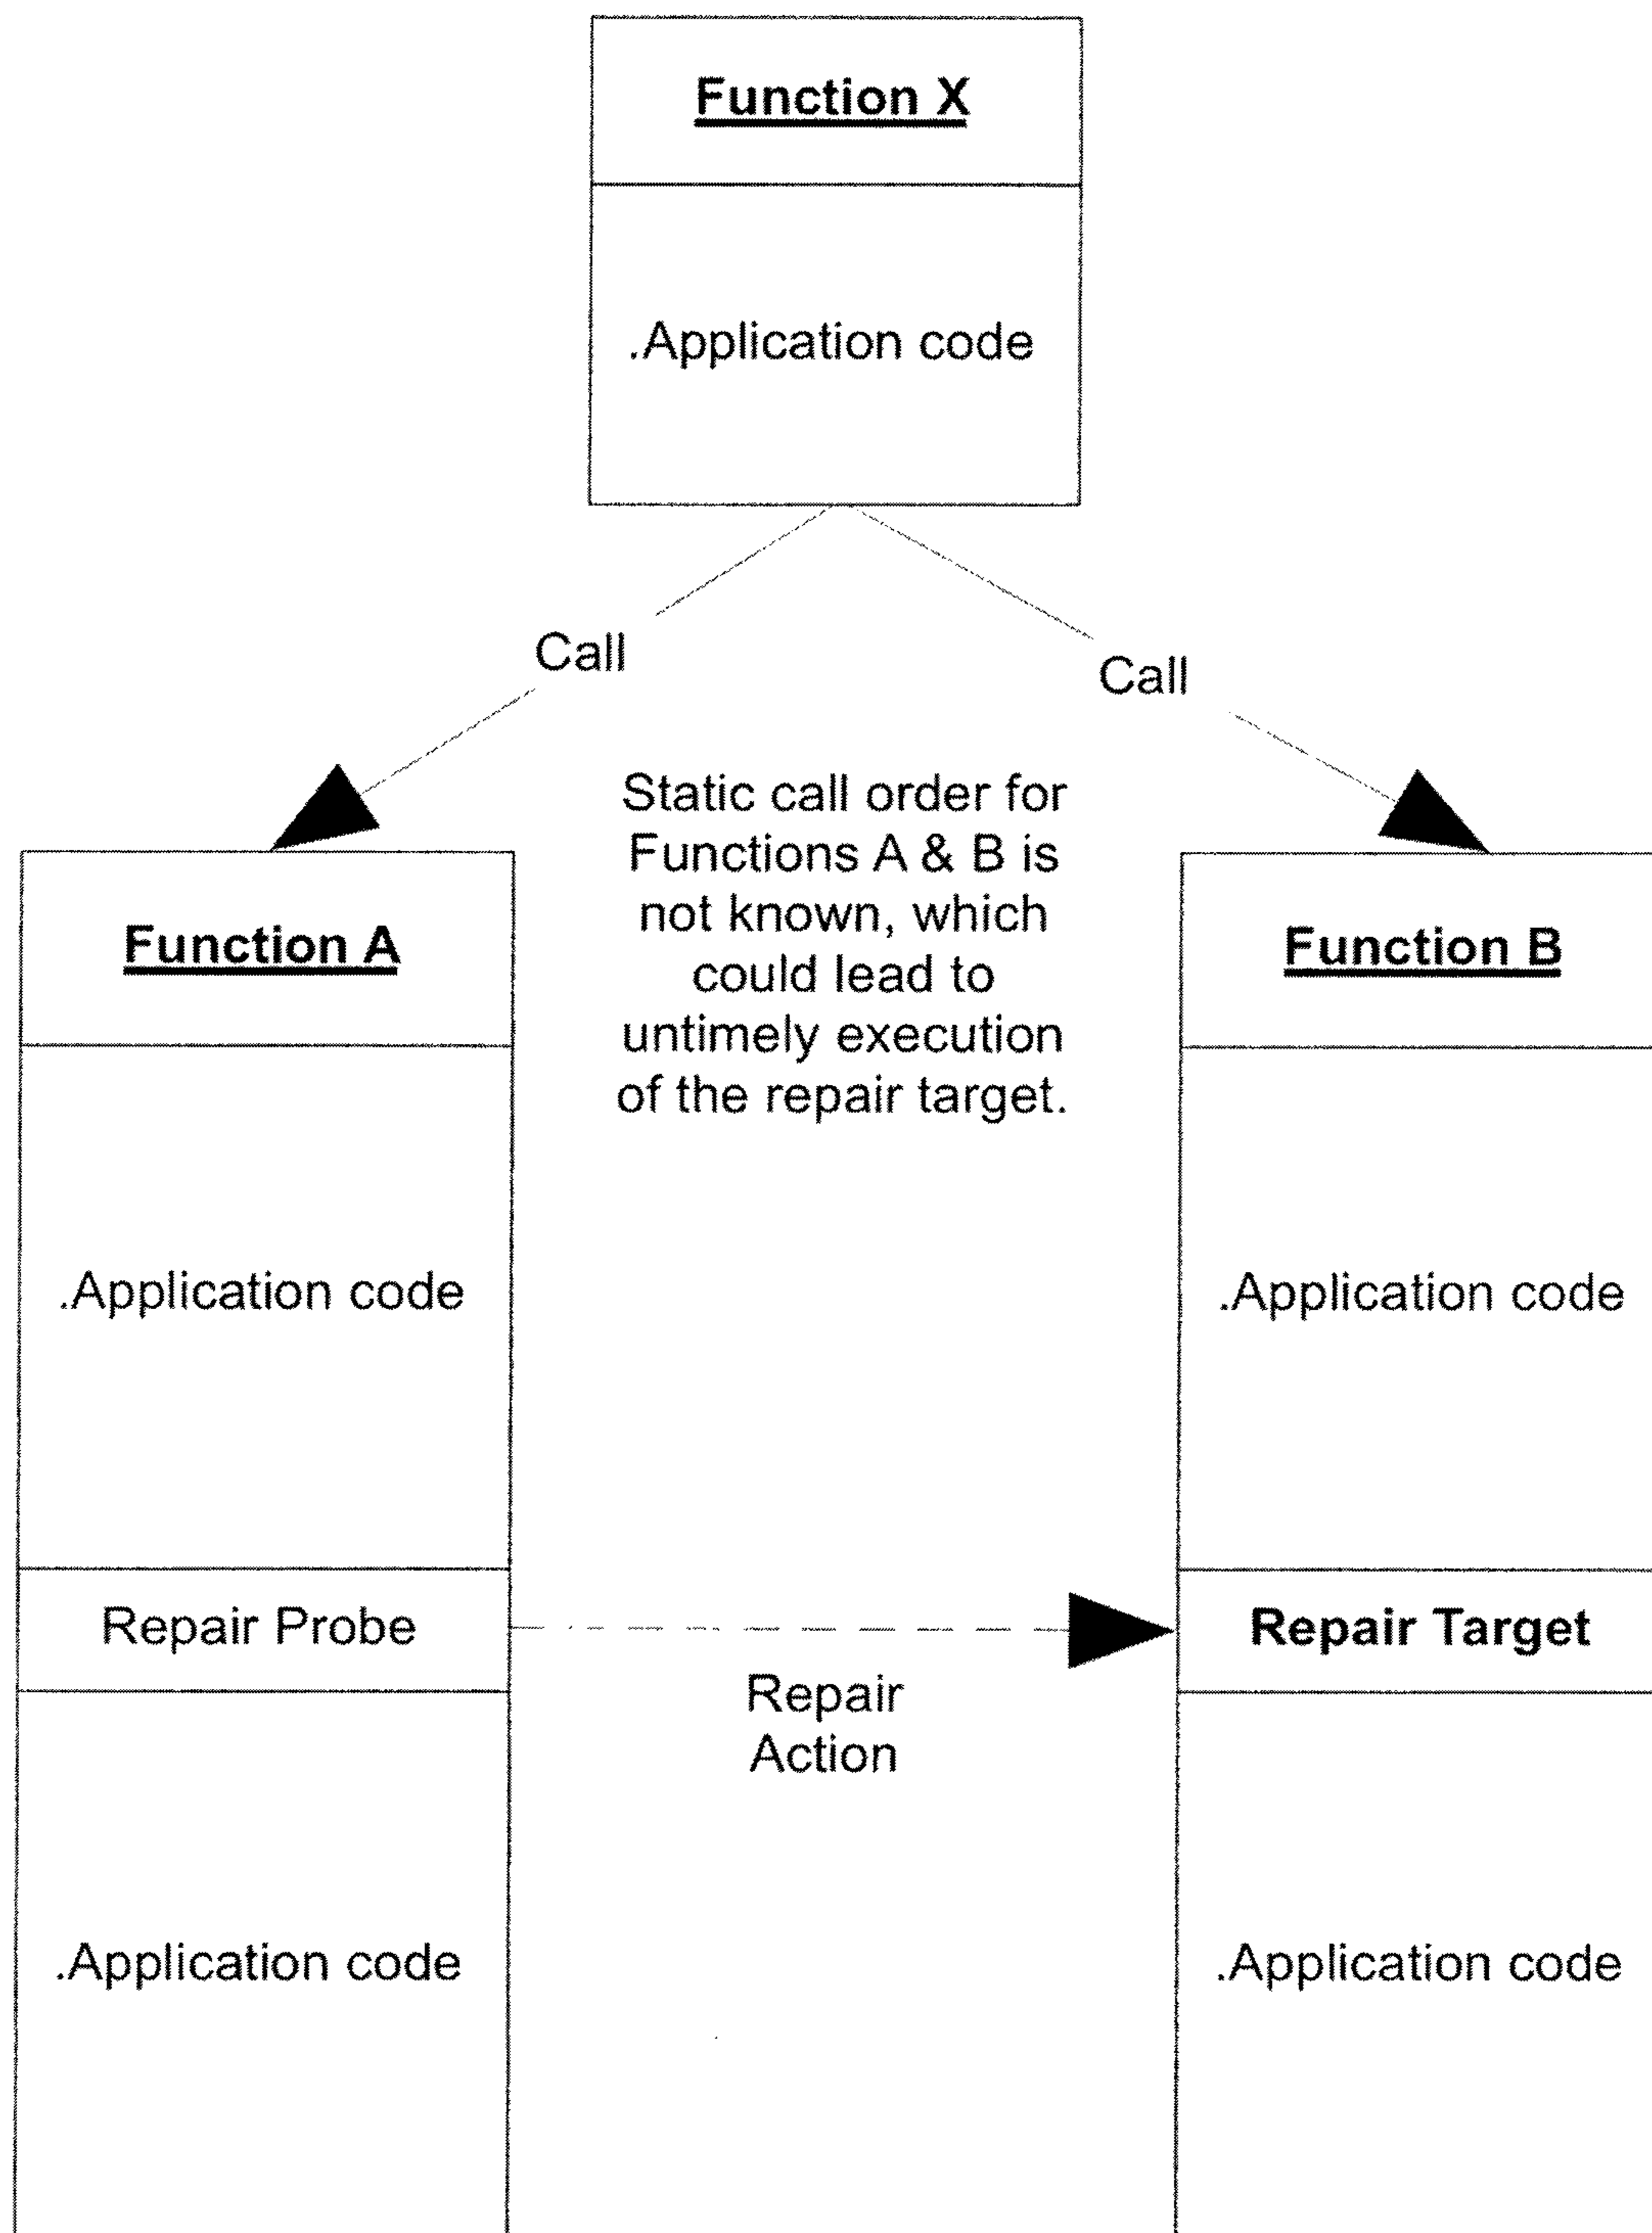 Function X
.Application code
Call
Call
Static call order for
Functions A & B is
not known, which
could lead to
untimely execution
of the repair target.
Function A
.Application code
Repair Probe
.Application code
Repair
Action
Function B
.Application code
Repair Target
.Application code